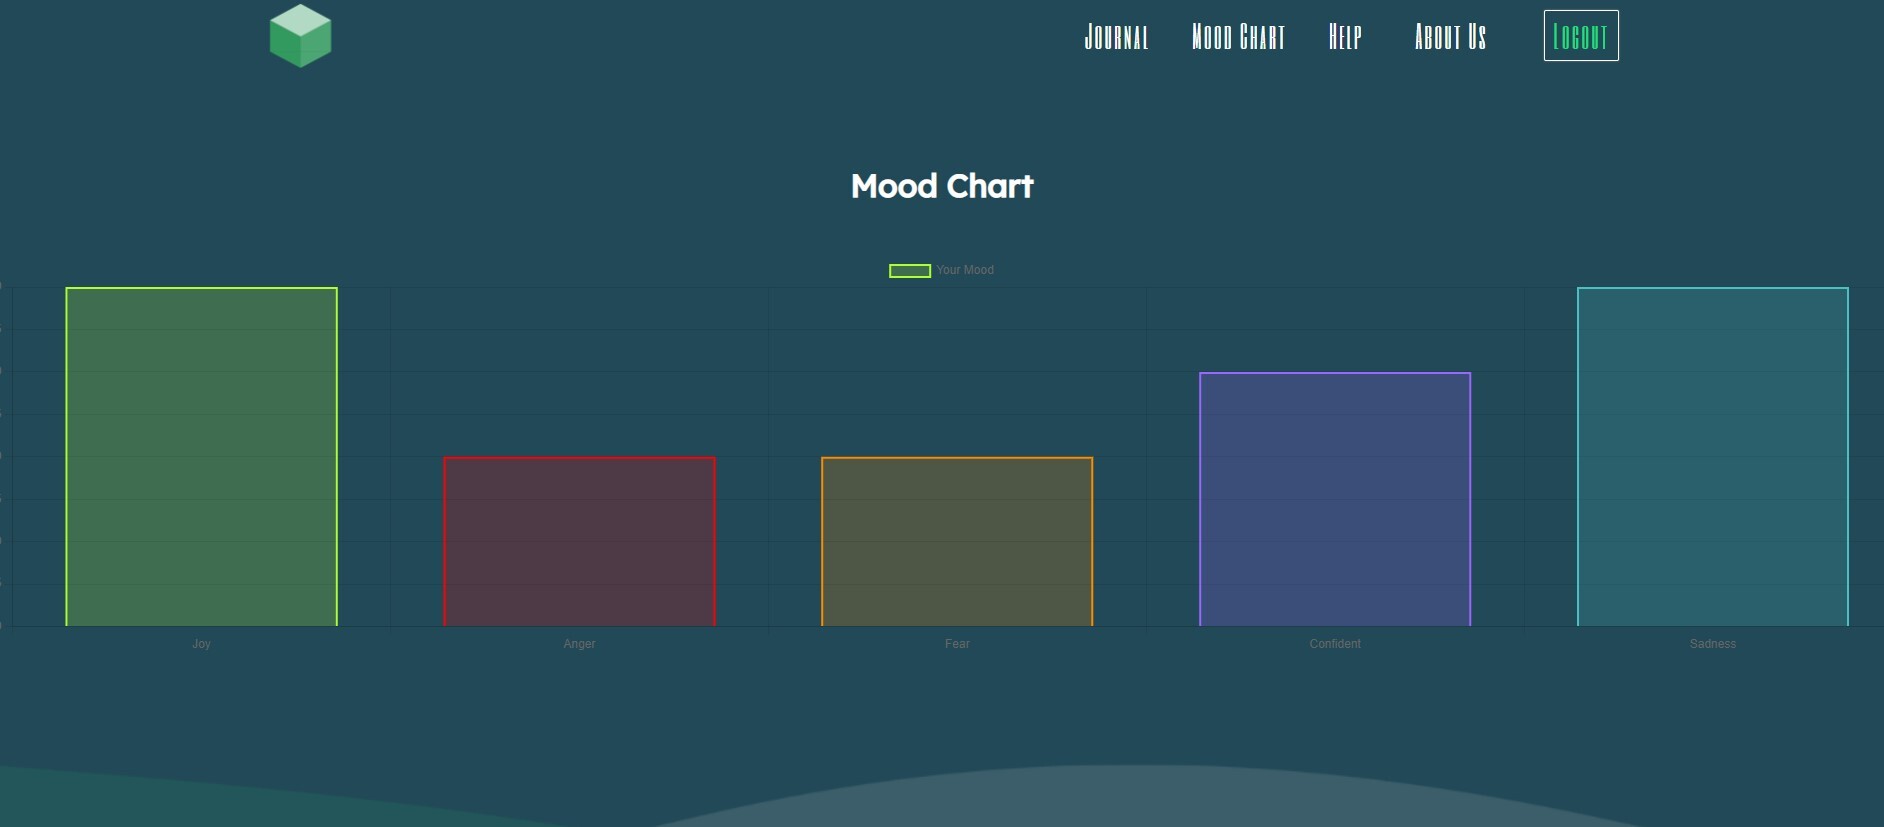 Journal Mood Chart Help About Us Logout
Mood Chart
Your Mood
Joy Anger Fear Confident Sadness